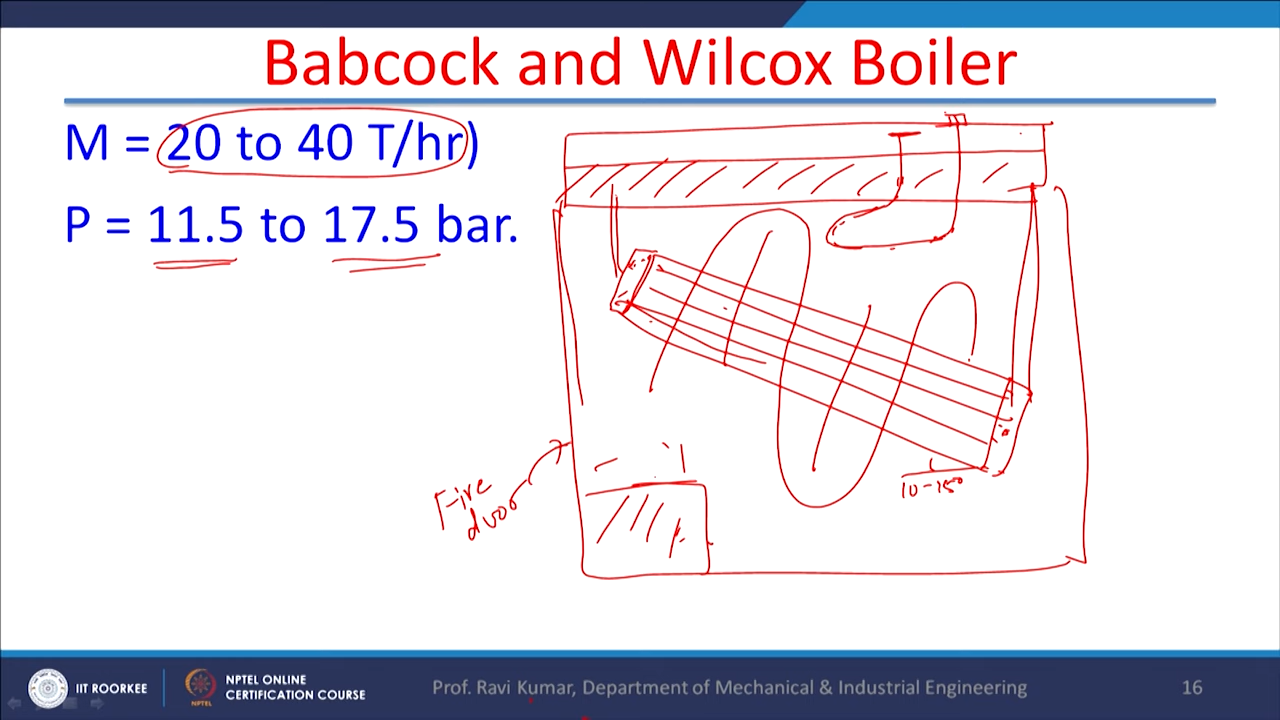 Babcock and Wilcox Boiler
M = 20 to 40 T/hr)
P = 11.5 to 17.5 bar.
Fire
door
10-15°
IIT ROORKEE
NPTEL ONLINE
CERTIFICATION COURSE
Prof. Ravi Kumar, Department of Mechanical & Industrial Engineering
16